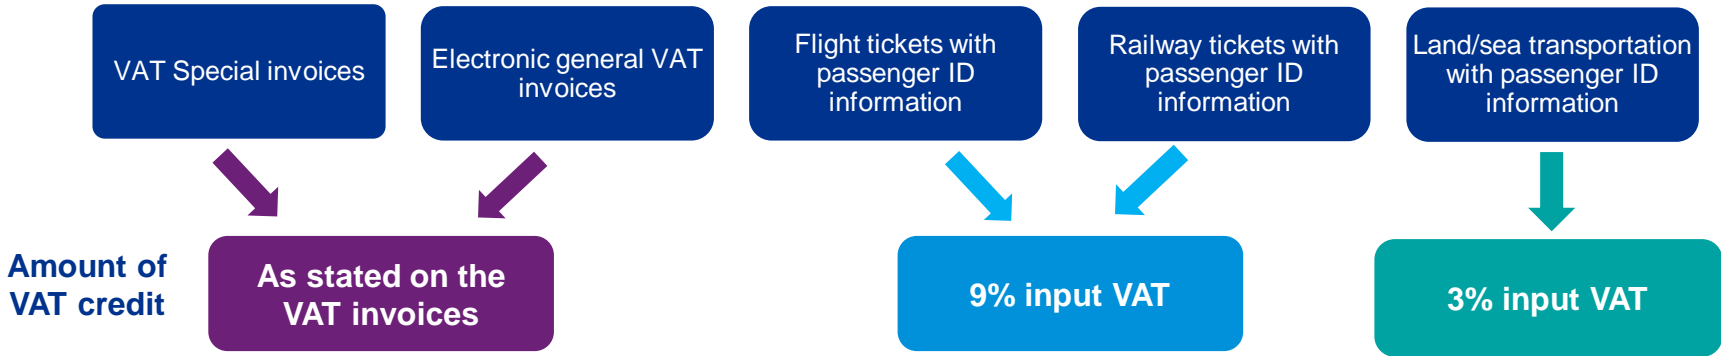 VAT Special invoices
Electronic general VAT
invoices
Flight tickets with
passenger ID
information
Railway tickets with
passenger ID
information
Land/sea transportation
with passenger ID
information
Amount of
VAT credit
As stated on the
VAT invoices
9% input VAT
3% input VAT